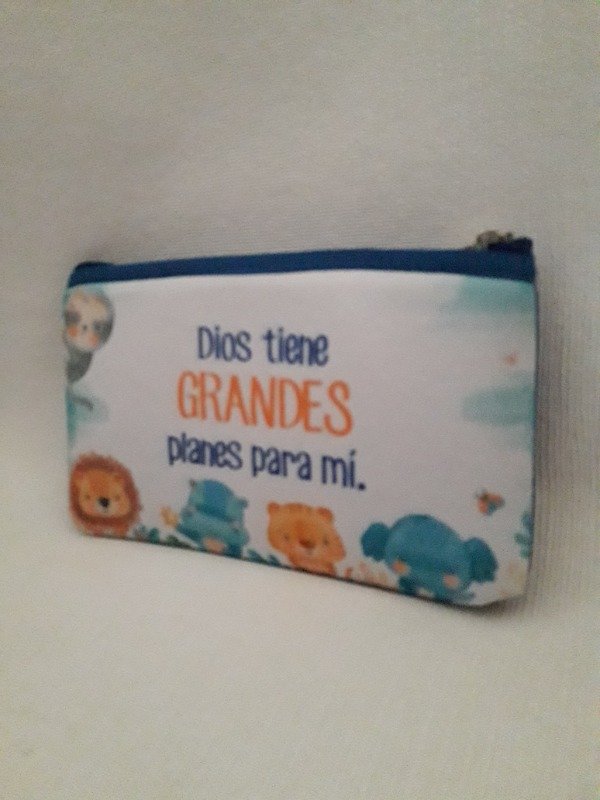 Dios tiene
GRANDES
planes para mí.